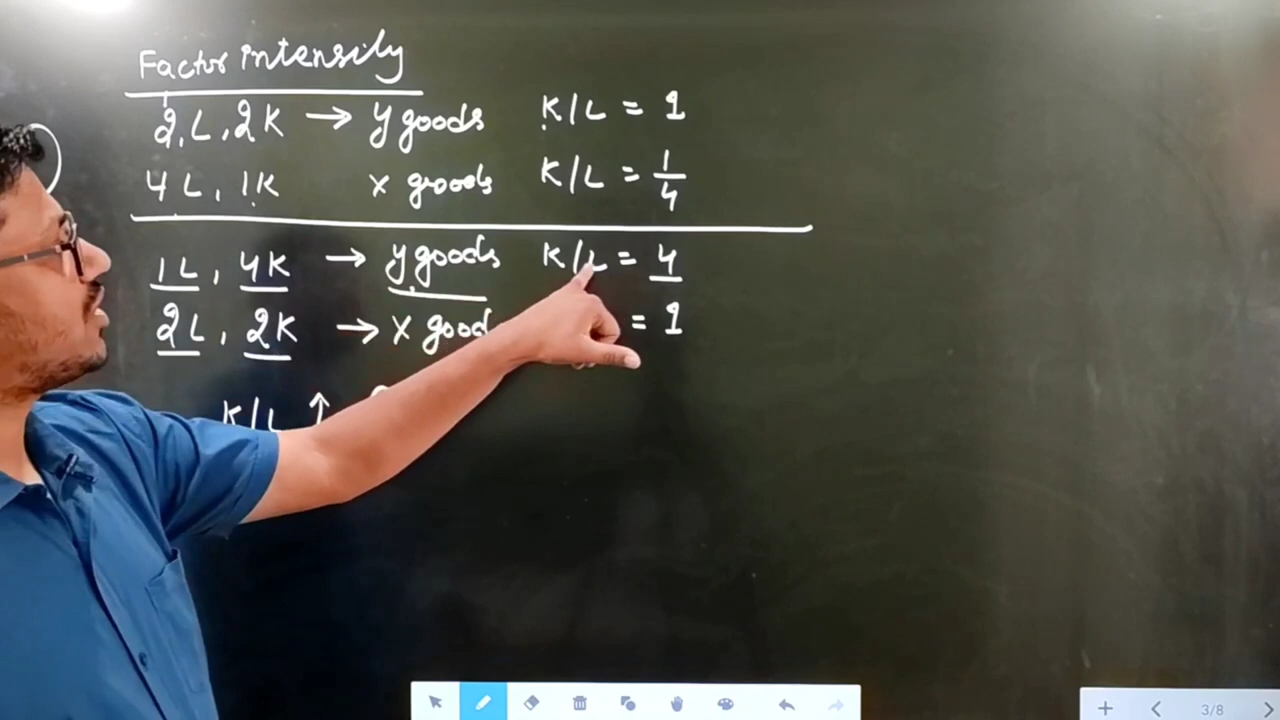 Factor intensity
2L, 2K → Y goods K/L = 1
4L, 1K X goods K/L = 1/4
1L, 4K → Y goods K/L = 4
2L, 2K → X good = 1
K/L ↑
3/8